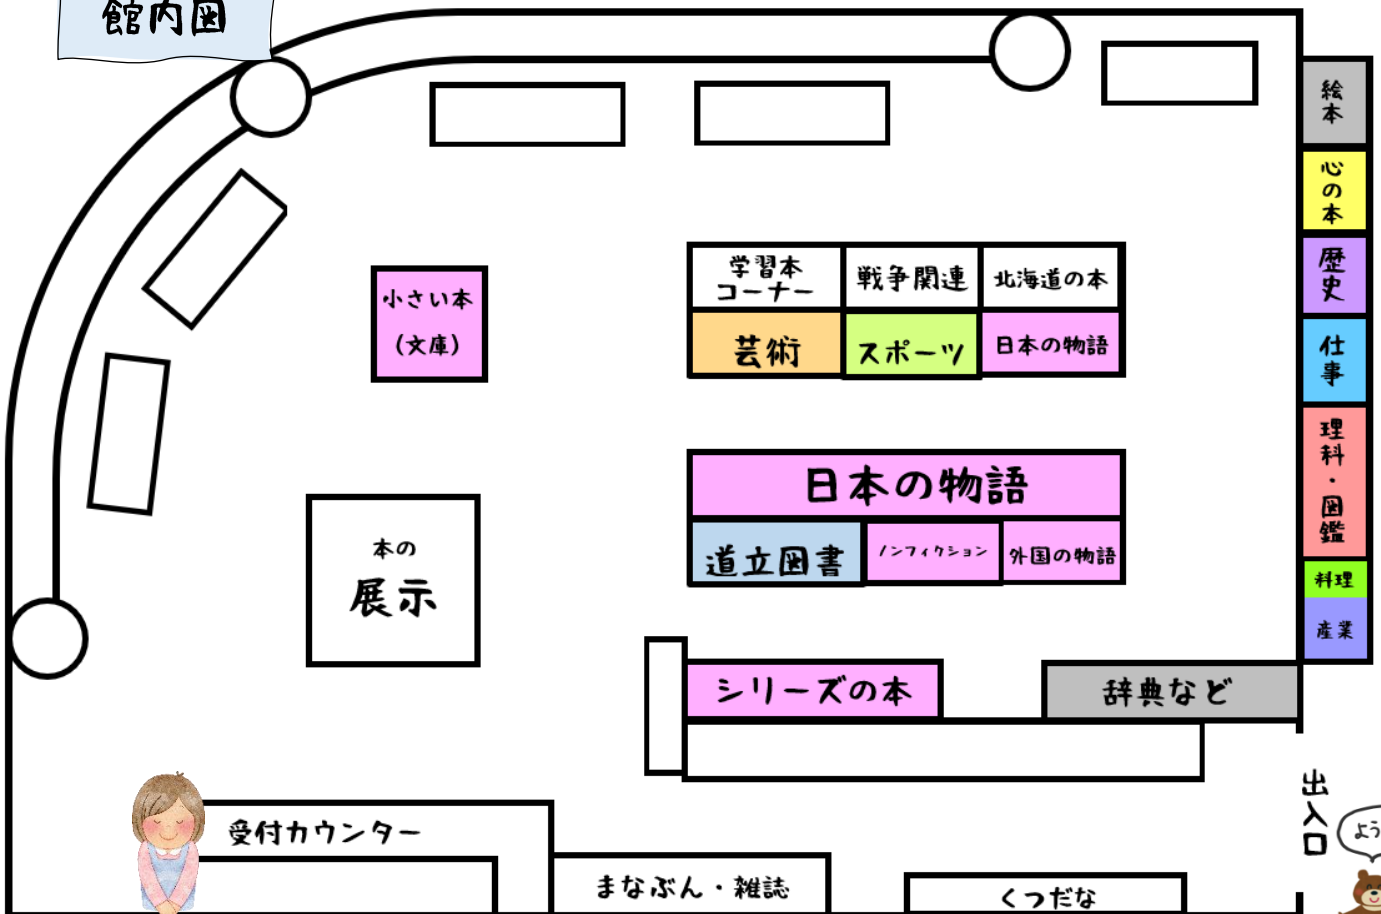 館内図
絵本
心の本
歴史
仕事
理科・図鑑
料理
産業
学習本
コーナー
戦争関連
北海道の本
芸術
スポーツ
日本の物語
小さい本
(文庫)
日本の物語
道立図書
ノンフィクション
外国の物語
本の
展示
シリーズの本
辞典など
出入口
よう
受付カウンター
まなぶん・雑誌
くつだな